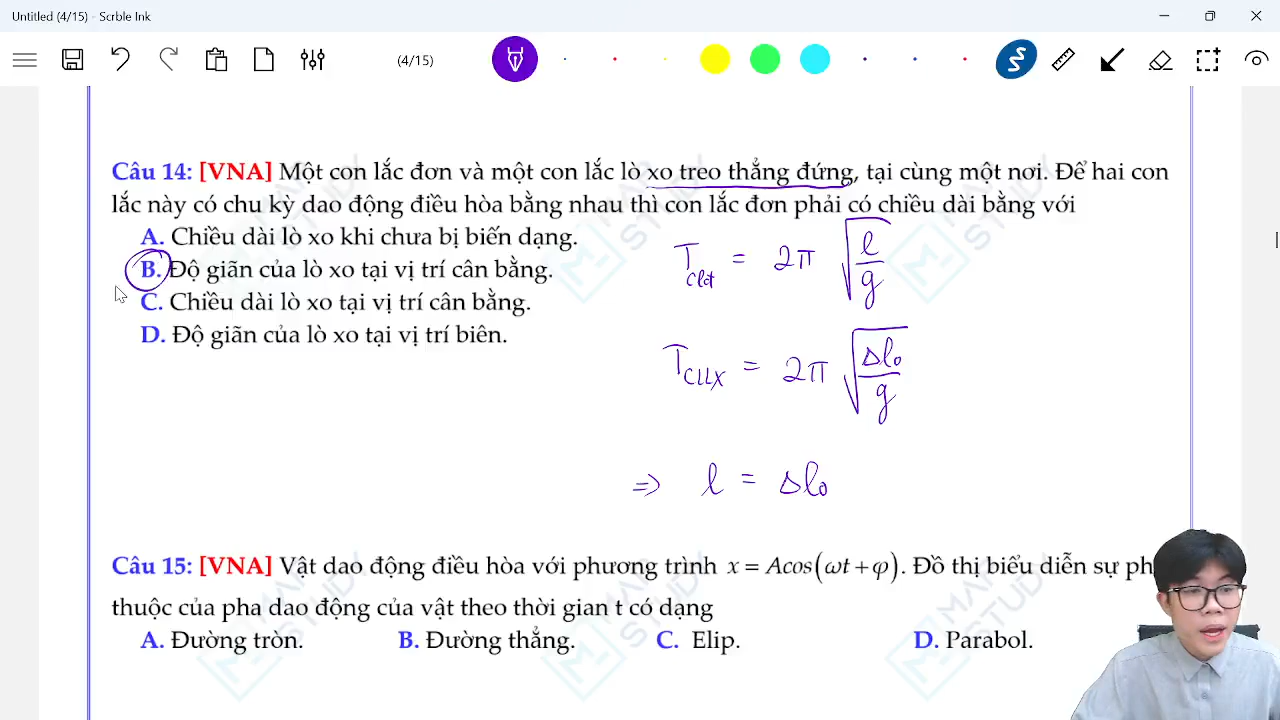 Untitled (4/15) - Scrble Ink
(4/15)
Câu 14: [VNA] Một con lắc đơn và một con lắc lò xo treo thẳng đứng, tại cùng một nơi. Để hai con
lắc này có chu kỳ dao động điều hòa bằng nhau thì con lắc đơn phải có chiều dài bằng với
A. Chiều dài lò xo khi chưa bị biến dạng.
B. Độ giãn của lò xo tại vị trí cân bằng.
C. Chiều dài lò xo tại vị trí cân bằng.
D. Độ giãn của lò xo tại vị trí biên.
T_clđ = 2π √(l/g)
T_CLLX = 2π √(Δl₀/g)
⇒ l = Δl₀
Câu 15: [VNA] Vật dao động điều hòa với phương trình x = Acos(ωt + φ). Đồ thị biểu diễn sự ph
thuộc của pha dao động của vật theo thời gian t có dạng
A. Đường tròn. B. Đường thẳng. C. Elip. D. Parabol.